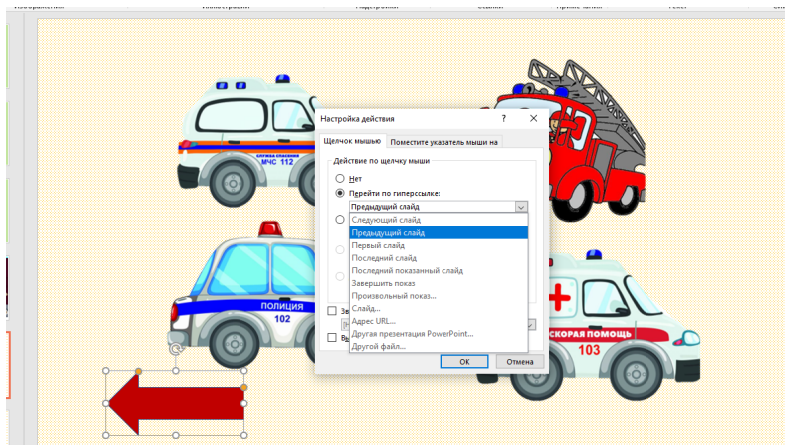 Настройка действия
?
×
Щелчок мышью
Поместите указатель мыши на
Действие по щелчку мыши
Нет
Перейти по гиперссылке:
Предыдущий слайд
Следующий слайд
Предыдущий слайд
Первый слайд
Последний слайд
Последний показанный слайд
Завершить показ
Произвольный показ...
Слайд...
Адрес URL...
Другая презентация PowerPoint...
Другой файл...
ОК
Отмена
СЛУЖБА СПАСЕНИЯ
МЧС 112
ПОЛИЦИЯ
102
СКОРАЯ ПОМОЩЬ
103